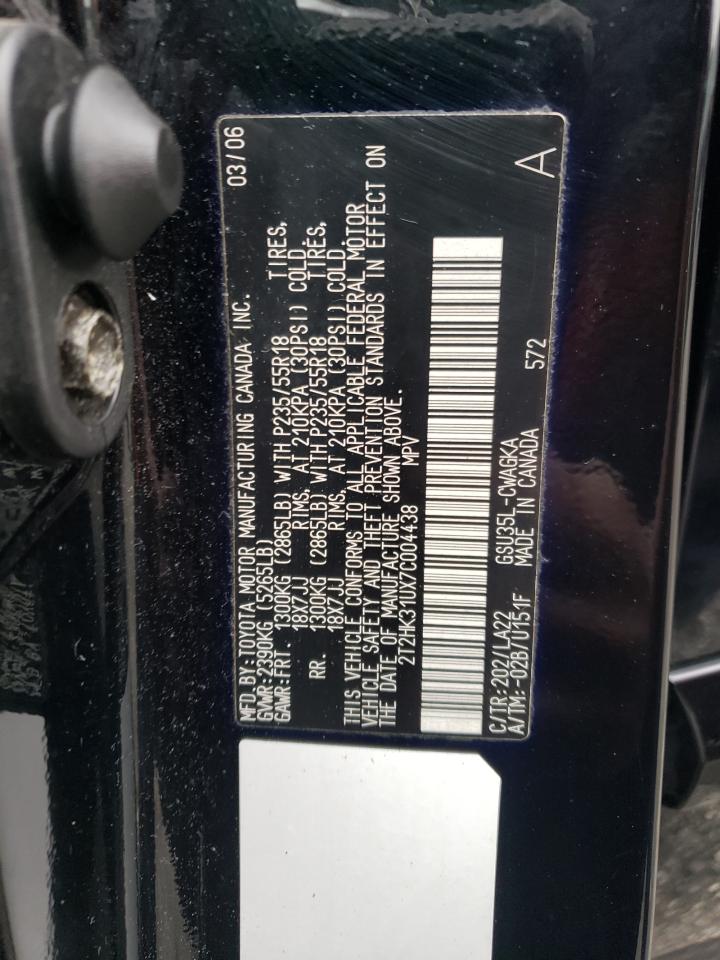 MFD.BY:TOYOTA MOTOR MANUFACTURING CANADA INC. 03/06
GVWR:2390KG (5265LB)
GAWR:FRT. 1300KG (2865LB) WITH P235/55R18 TIRES,
18X7JJ RIMS, AT 210KPA (30PSI) COLD.
RR. 1300KG (2865LB) WITH P235/55R18 TIRES,
18X7JJ RIMS, AT 210KPA (30PSI) COLD.
THIS VEHICLE CONFORMS TO ALL APPLICABLE FEDERAL MOTOR
VEHICLE SAFETY AND THEFT PREVENTION STANDARDS IN EFFECT ON
DATE OF MANUFACTURE SHOWN ABOVE.
2T2HK31UX7C004438 MPV
C/TR:202/LA22 GSU35L-CWAGKA
A/TM:-02B/U151F MADE IN CANADA 572 A